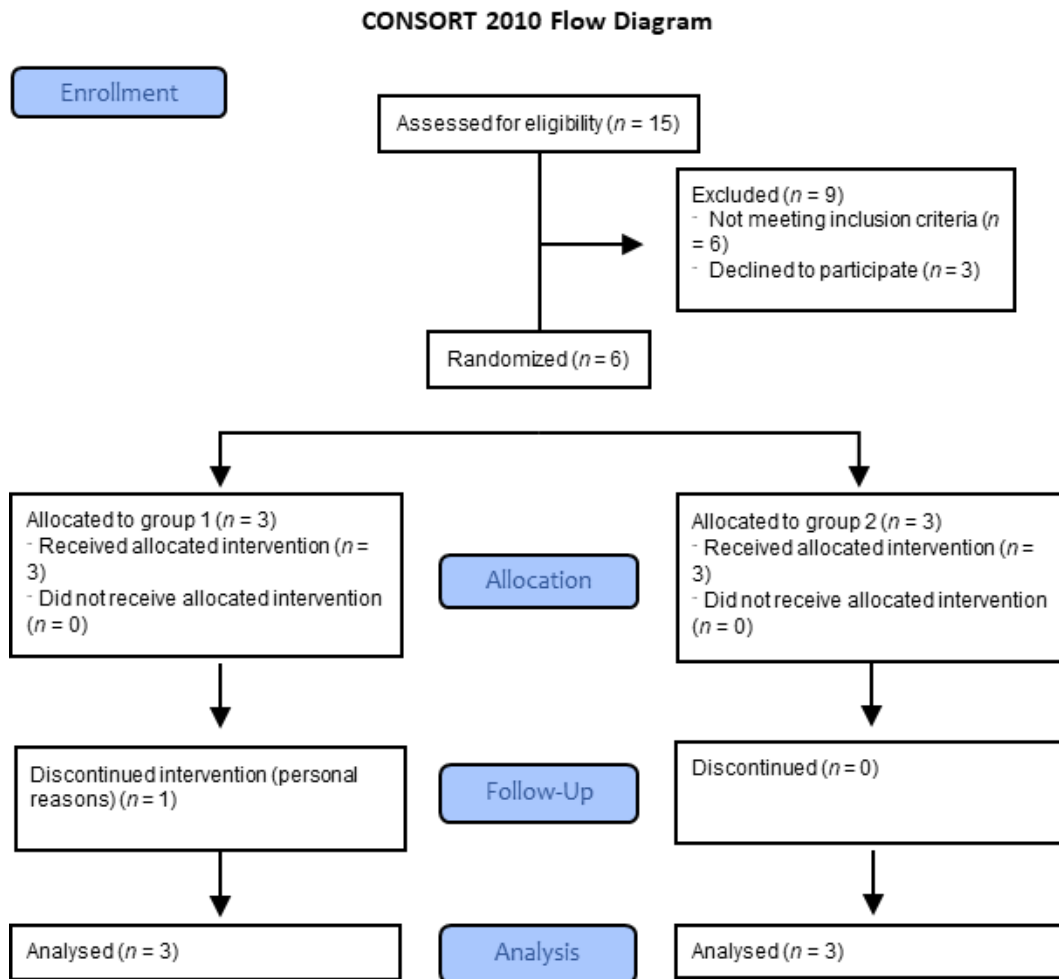 CONSORT 2010 Flow Diagram
Enrollment
Assessed for eligibility (n = 15)
Excluded (n = 9)
- Not meeting inclusion criteria (n
= 6)
- Declined to participate (n = 3)
Randomized (n = 6)
Allocated to group 1 (n = 3)
- Received allocated intervention (n =
3)
- Did not receive allocated intervention
(n = 0)
Allocation
Allocated to group 2 (n = 3)
- Received allocated intervention (n =
3)
- Did not receive allocated intervention
(n = 0)
Discontinued intervention (personal
reasons) (n = 1)
Follow-Up
Discontinued (n = 0)
Analysed (n = 3)
Analysis
Analysed (n = 3)